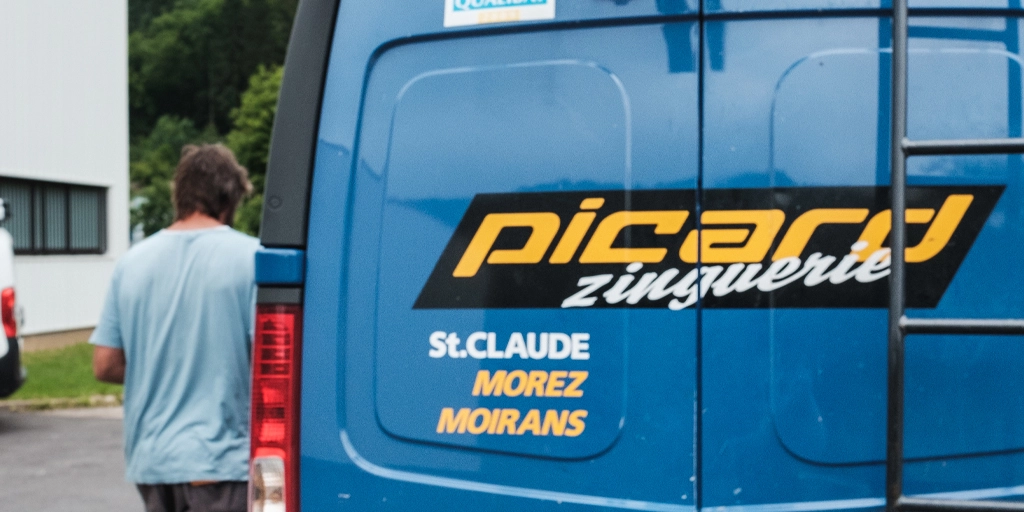 picard
zinguerie
St.CLAUDE
MOREZ
MOIRANS